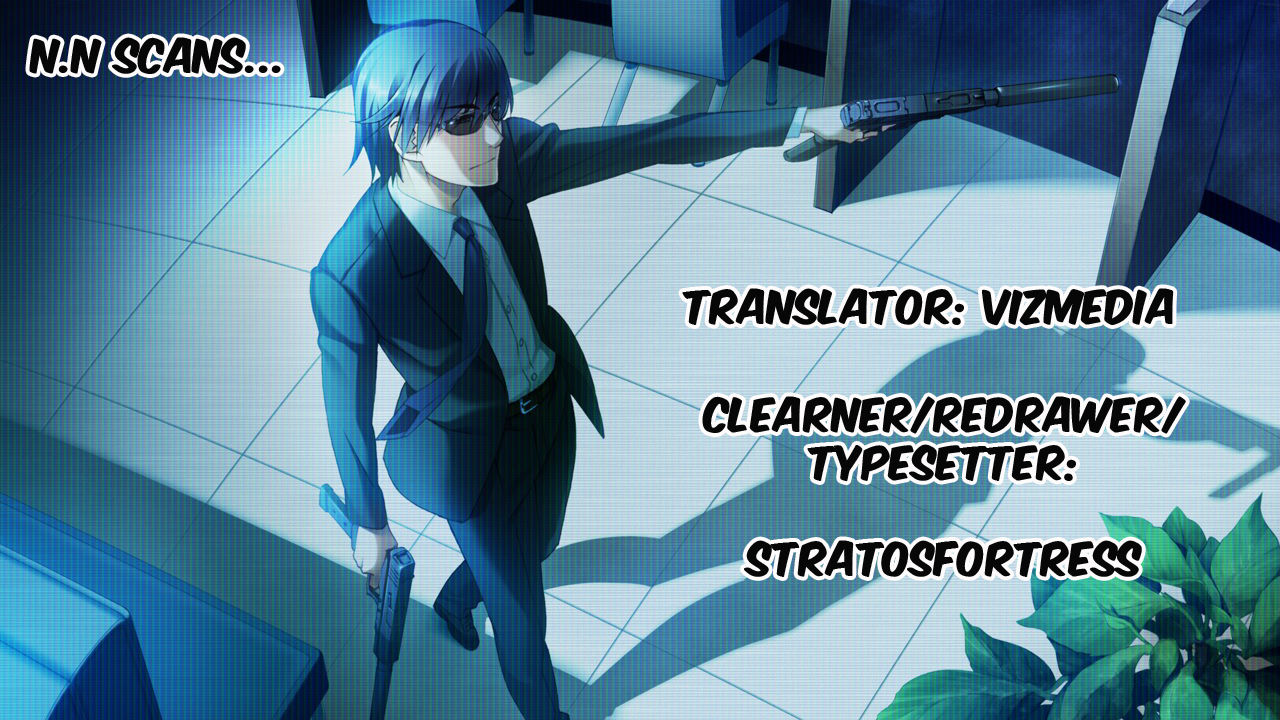 N.N SCANS...
TRANSLATOR: VIZMEDIA
CLEARNER/REDRAWER/
TYPESETTER:
STRATOSFORTRESS